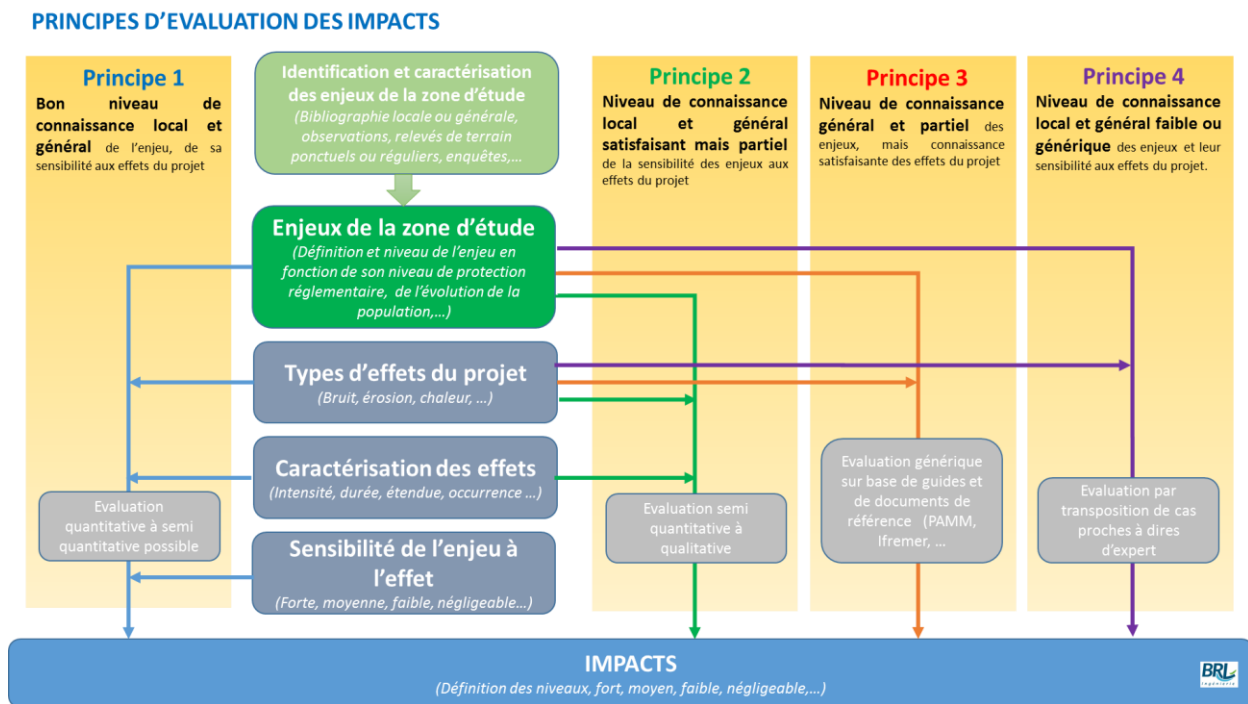 PRINCIPES D'EVALUATION DES IMPACTS
Principe 1
Bon niveau de
connaissance local et
général de l'enjeu, de sa
sensibilité aux effets du projet
Identification et caractérisation
des enjeux de la zone d'étude
(Bibliographie locale ou générale,
observations, relevés de terrain
ponctuels ou réguliers, enquêtes,...
Principe 2
Niveau de connaissance
local et général
satisfaisant mais partiel
de la sensibilité des enjeux aux
effets du projet
Principe 3
Niveau de connaissance
général et partiel des
enjeux, mais connaissance
satisfaisante des effets du projet
Principe 4
Niveau de connaissance
local et général faible ou
générique des enjeux et leur
sensibilité aux effets du projet.
Enjeux de la zone d'étude
(Définition et niveau de l'enjeu en
fonction de son niveau de protection
réglementaire, de l'évolution de la
population,...)
Types d'effets du projet
(Bruit, érosion, chaleur, ...)
Caractérisation des effets
(Intensité, durée, étendue, occurrence ...)
Sensibilité de l'enjeu à
l'effet
(Forte, moyenne, faible, négligeable...)
Evaluation
quantitative à semi
quantitative possible
Evaluation semi
quantitative à
qualitative
Evaluation générique
sur base de guides et
de documents de
référence (PAMM,
Ifremer, ...
Evaluation par
transposition de cas
proches à dires
d'expert
IMPACTS
(Définition des niveaux, fort, moyen, faible, négligeable,...)
BRL
Ingénierie